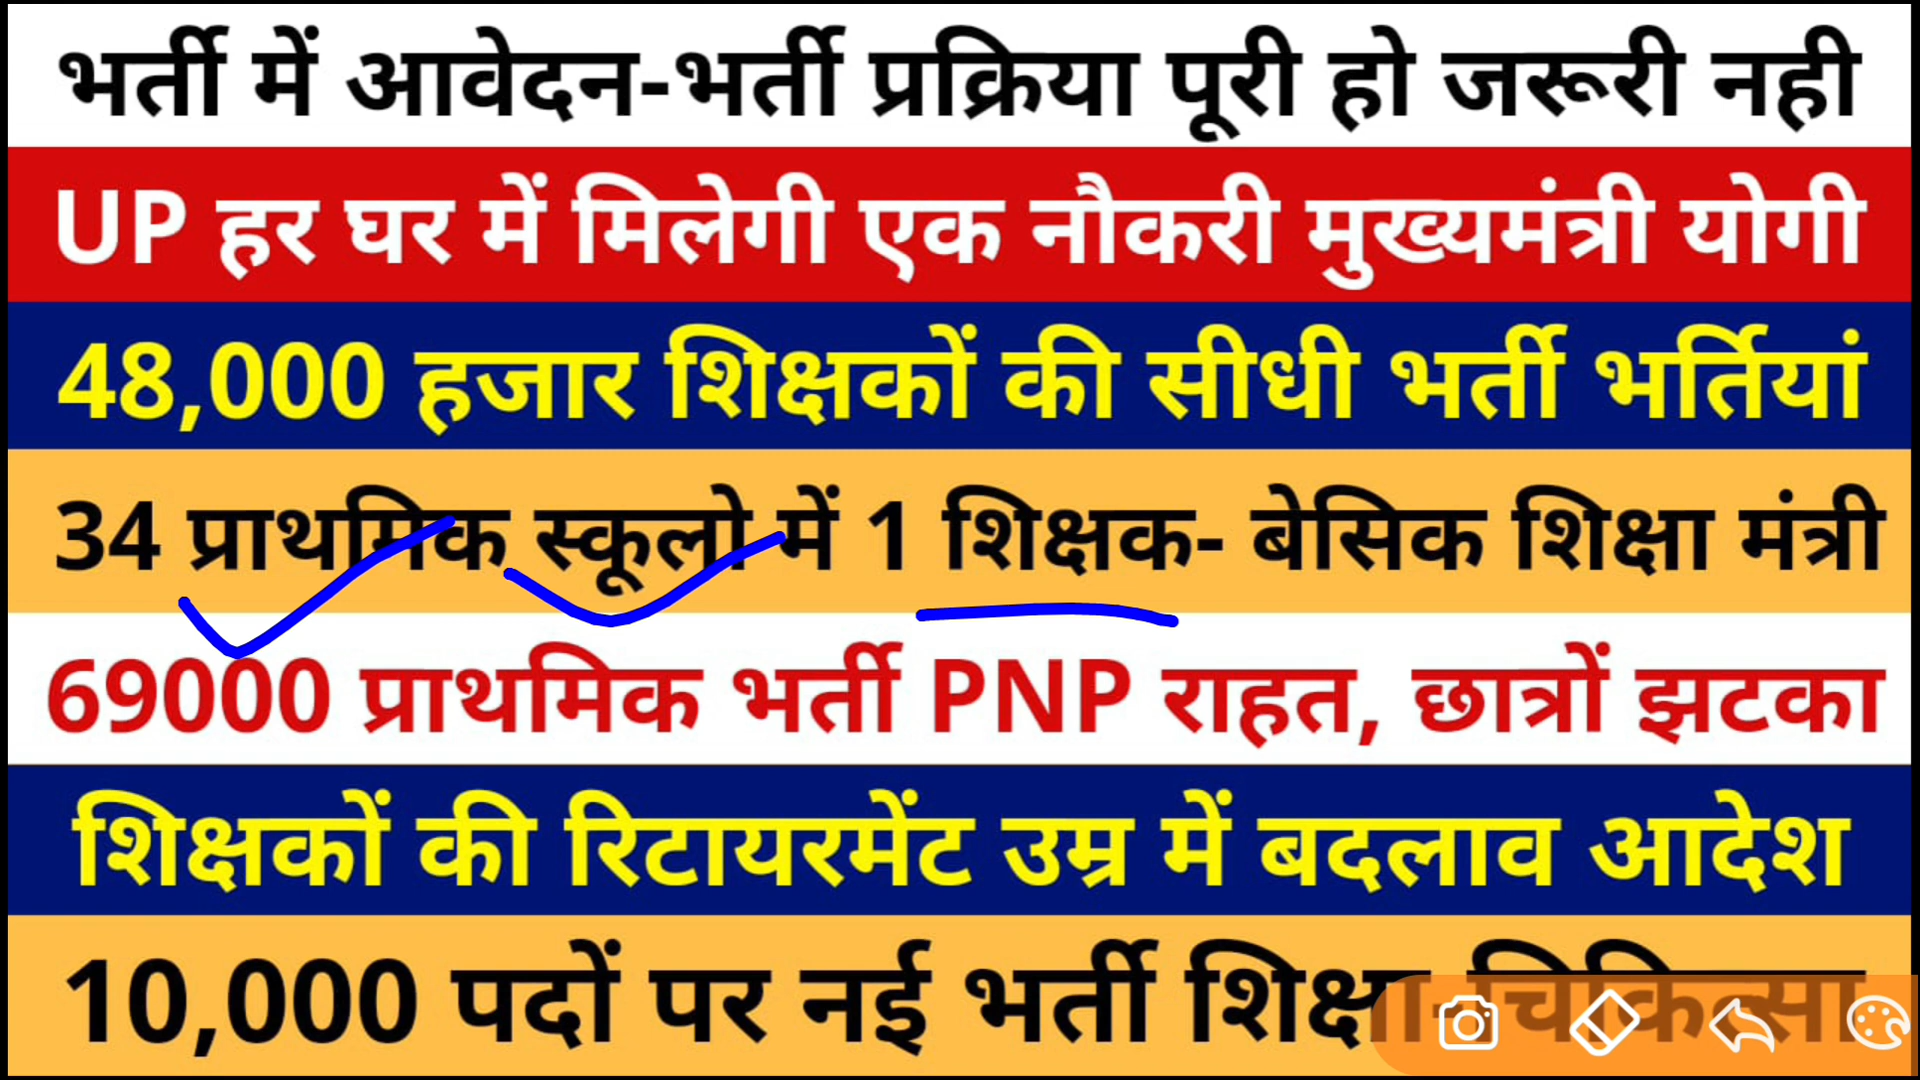 भर्ती में आवेदन-भर्ती प्रक्रिया पूरी हो जरूरी नही
UP हर घर में मिलेगी एक नौकरी मुख्यमंत्री योगी
48,000 हजार शिक्षकों की सीधी भर्ती भर्तियां
34 प्राथमिक स्कूलो में 1 शिक्षक- बेसिक शिक्षा मंत्री
69000 प्राथमिक भर्ती PNP राहत, छात्रों झटका
शिक्षकों की रिटायरमेंट उम्र में बदलाव आदेश
10,000 पदों पर नई भर्ती शिक्षा-चिकित्सा